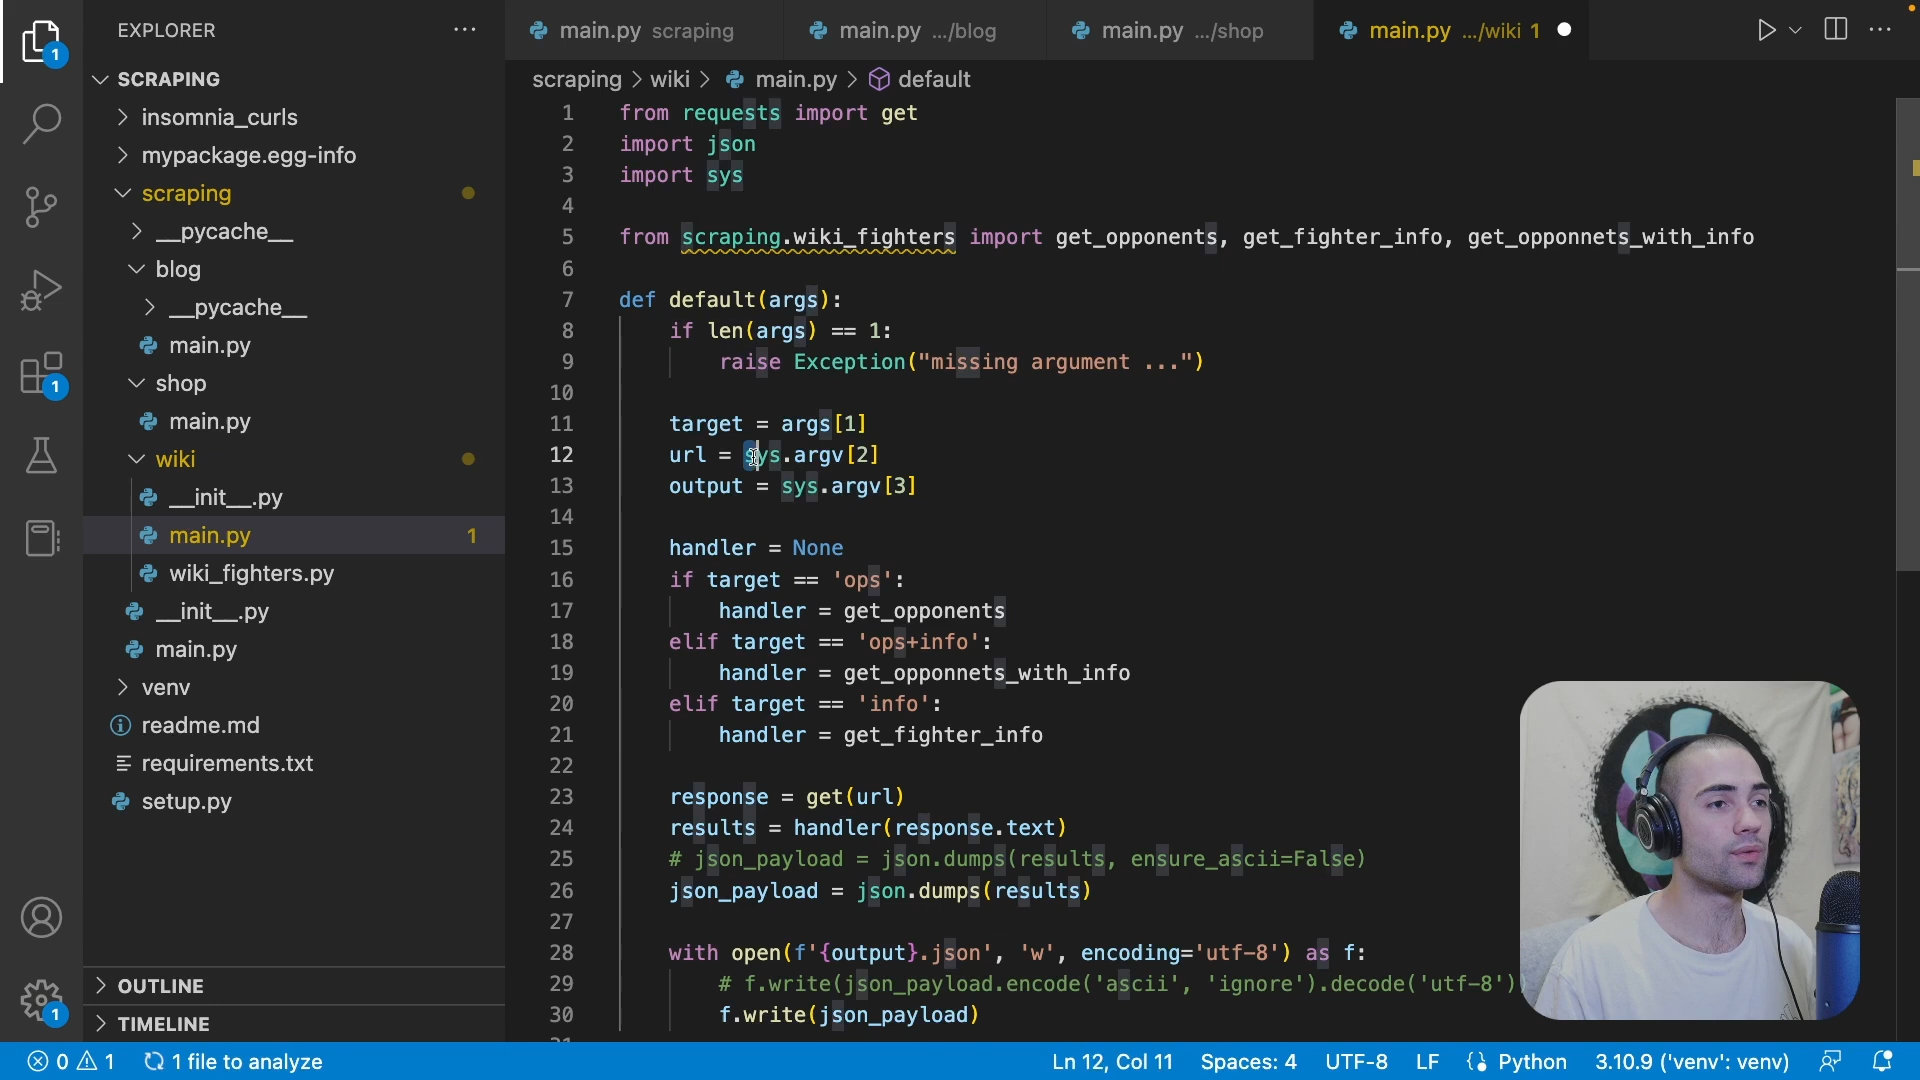 EXPLORER
SCRAPING
insomnia_curls
mypackage.egg-info
scraping
__pycache__
blog
__pycache__
main.py
shop
main.py
wiki
__init__.py
main.py 1
wiki_fighters.py
__init__.py
main.py
venv
readme.md
requirements.txt
setup.py
OUTLINE
TIMELINE
1
1
1
main.py scraping
main.py .../blog
main.py .../shop
main.py .../wiki 1
scraping > wiki > main.py > default
1 from requests import get
2 import json
3 import sys
4
5 from scraping.wiki_fighters import get_opponents, get_fighter_info, get_opponnets_with_info
6
7 def default(args):
8 if len(args) == 1:
9 raise Exception("missing argument ...")
10
11 target = args[1]
12 url = sys.argv[2]
13 output = sys.argv[3]
14
15 handler = None
16 if target == 'ops':
17 handler = get_opponents
18 elif target == 'ops+info':
19 handler = get_opponnets_with_info
20 elif target == 'info':
21 handler = get_fighter_info
22
23 response = get(url)
24 results = handler(response.text)
25 # json_payload = json.dumps(results, ensure_ascii=False)
26 json_payload = json.dumps(results)
27
28 with open(f'{output}.json', 'w', encoding='utf-8') as f:
29 # f.write(json_payload.encode('ascii', 'ignore').decode('utf-8'))
30 f.write(json_payload)
0 1 1 file to analyze
Ln 12, Col 11 Spaces: 4 UTF-8 LF Python 3.10.9 ('venv': venv)